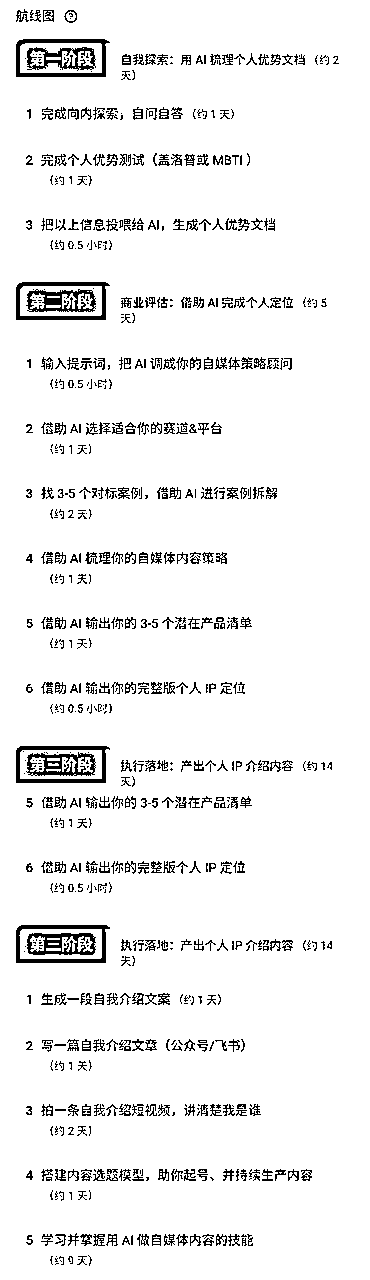 航线图 ?
第一阶段
自我探索：用 AI 梳理个人优势文档（约 2
天）
1 完成向内探索，自问自答（约 1 天）
2 完成个人优势测试（盖洛普或 MBTI ）
（约 1 天）
3 把以上信息投喂给 AI，生成个人优势文档
（约 0.5 小时）
第二阶段
商业评估：借助 AI 完成个人定位（约 5
天）
1 输入提示词，把 AI 调成你的自媒体策略顾问
（约 0.5 小时）
2 借助 AI 选择适合你的赛道&平台
（约 1 天）
3 找 3-5 个对标案例，借助 AI 进行案例拆解
（约 2 天）
4 借助 AI 梳理你的自媒体内容策略
（约 1 天）
5 借助 AI 输出你的 3-5 个潜在产品清单
（约 1 天）
6 借助 AI 输出你的完整版个人 IP 定位
（约 0.5 小时）
第三阶段
执行落地：产出个人 IP 介绍内容（约 14
天）
5 借助 AI 输出你的 3-5 个潜在产品清单
（约 1 天）
6 借助 AI 输出你的完整版个人 IP 定位
（约 0.5 小时）
第三阶段
执行落地：产出个人 IP 介绍内容（约 14
天）
1 生成一段自我介绍文案（约 1 天）
2 写一篇自我介绍文章（公众号/飞书）
（约 1 天）
3 拍一条自我介绍短视频，讲清楚我是谁
（约 2 天）
4 搭建内容选题模型，助你起号、并持续生产内容
（约 1 天）
5 学习并掌握用 AI 做自媒体内容的技能
（约 9 天）